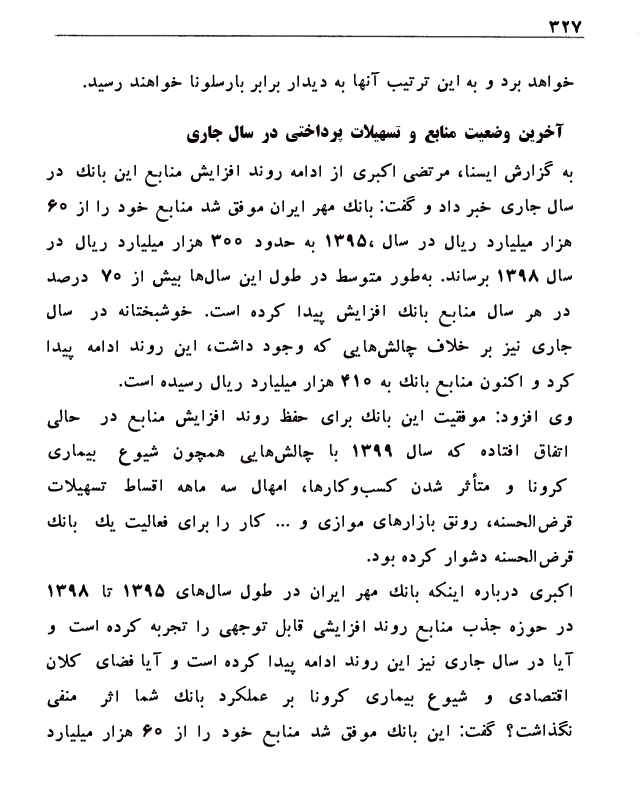 ۳۲۷
خواهد برد و به این ترتیب آنها به دیدار برابر بارسلونا خواهند رسید.
آخرین وضعیت منابع و تسهیلات پرداختی در سال جاری
به گزارش ایسنا، مرتضی اکبری از ادامه روند افزایش منابع این بانک در
سال جاری خبر داد و گفت: بانک مهر ایران موفق شد منابع خود را از ۶۰
هزار میلیارد ریال در سال ۱۳۹۵، به حدود ۳۰۰ هزار میلیارد ریال در
سال ۱۳۹۸ برساند. به‌طور متوسط در طول این سال‌ها بیش از ۷۰ درصد
در هر سال منابع بانک افزایش پیدا کرده است. خوشبختانه در سال
جاری نیز بر خلاف چالش‌هایی که وجود داشت، این روند ادامه پیدا
کرد و اکنون منابع بانک به ۴۱۰ هزار میلیارد ریال رسیده است.
وی افزود: موفقیت این بانک برای حفظ روند افزایش منابع در حالی
اتفاق افتاده که سال ۱۳۹۹ با چالش‌هایی همچون شیوع بیماری
کرونا و متأثر شدن کسب‌وکارها، امهال سه ماهه اقساط تسهیلات
قرض‌الحسنه، رونق بازارهای موازی و ... کار را برای فعالیت یک بانک
قرض‌الحسنه دشوار کرده بود.
اکبری درباره اینکه بانک مهر ایران در طول سال‌های ۱۳۹۵ تا ۱۳۹۸
در حوزه جذب منابع روند افزایشی قابل توجهی را تجربه کرده است و
آیا در سال جاری نیز این روند ادامه پیدا کرده است و آیا فضای کلان
اقتصادی و شیوع بیماری کرونا بر عملکرد بانک شما اثر منفی
نگذاشت؟ گفت: این بانک موفق شد منابع خود را از ۶۰ هزار میلیارد